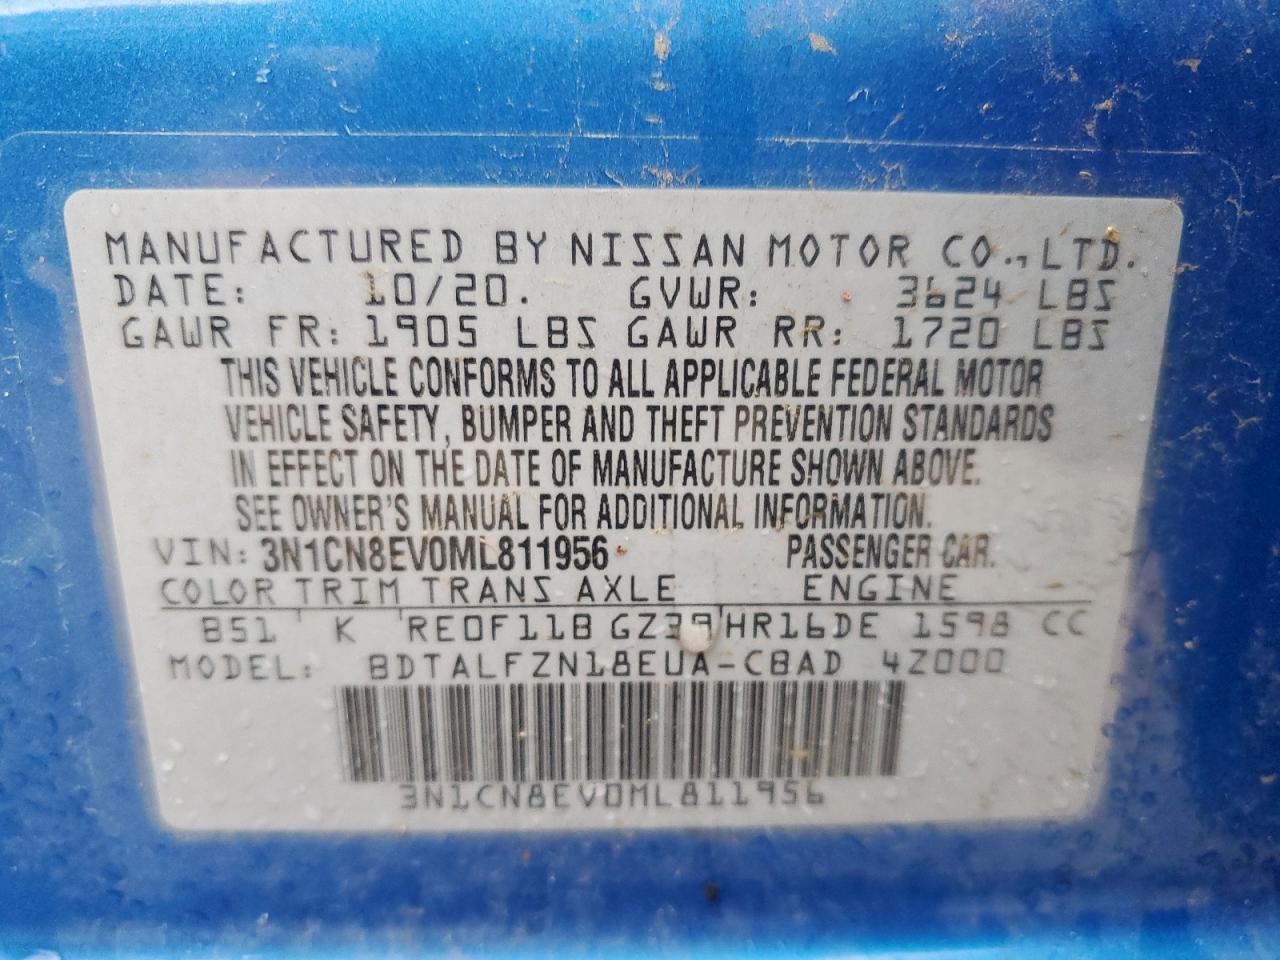 MANUFACTURED BY NISSAN MOTOR CO., LTD.
DATE: 10/20. GVWR: 3624 LBS
GAWR FR: 1905 LBS GAWR RR: 1720 LBS
THIS VEHICLE CONFORMS TO ALL APPLICABLE FEDERAL MOTOR
VEHICLE SAFETY, BUMPER AND THEFT PREVENTION STANDARDS
IN EFFECT ON THE DATE OF MANUFACTURE SHOWN ABOVE.
SEE OWNER'S MANUAL FOR ADDITIONAL INFORMATION.
VIN: 3N1CN8EV0ML811956 PASSENGER CAR.
COLOR TRIM TRANS AXLE ENGINE
B51 K RE0F11B GZ39 HR16DE 1598 CC
MODEL: BDTALFZN18EUA-CBAD 42000
3N1CN8EV0ML811956